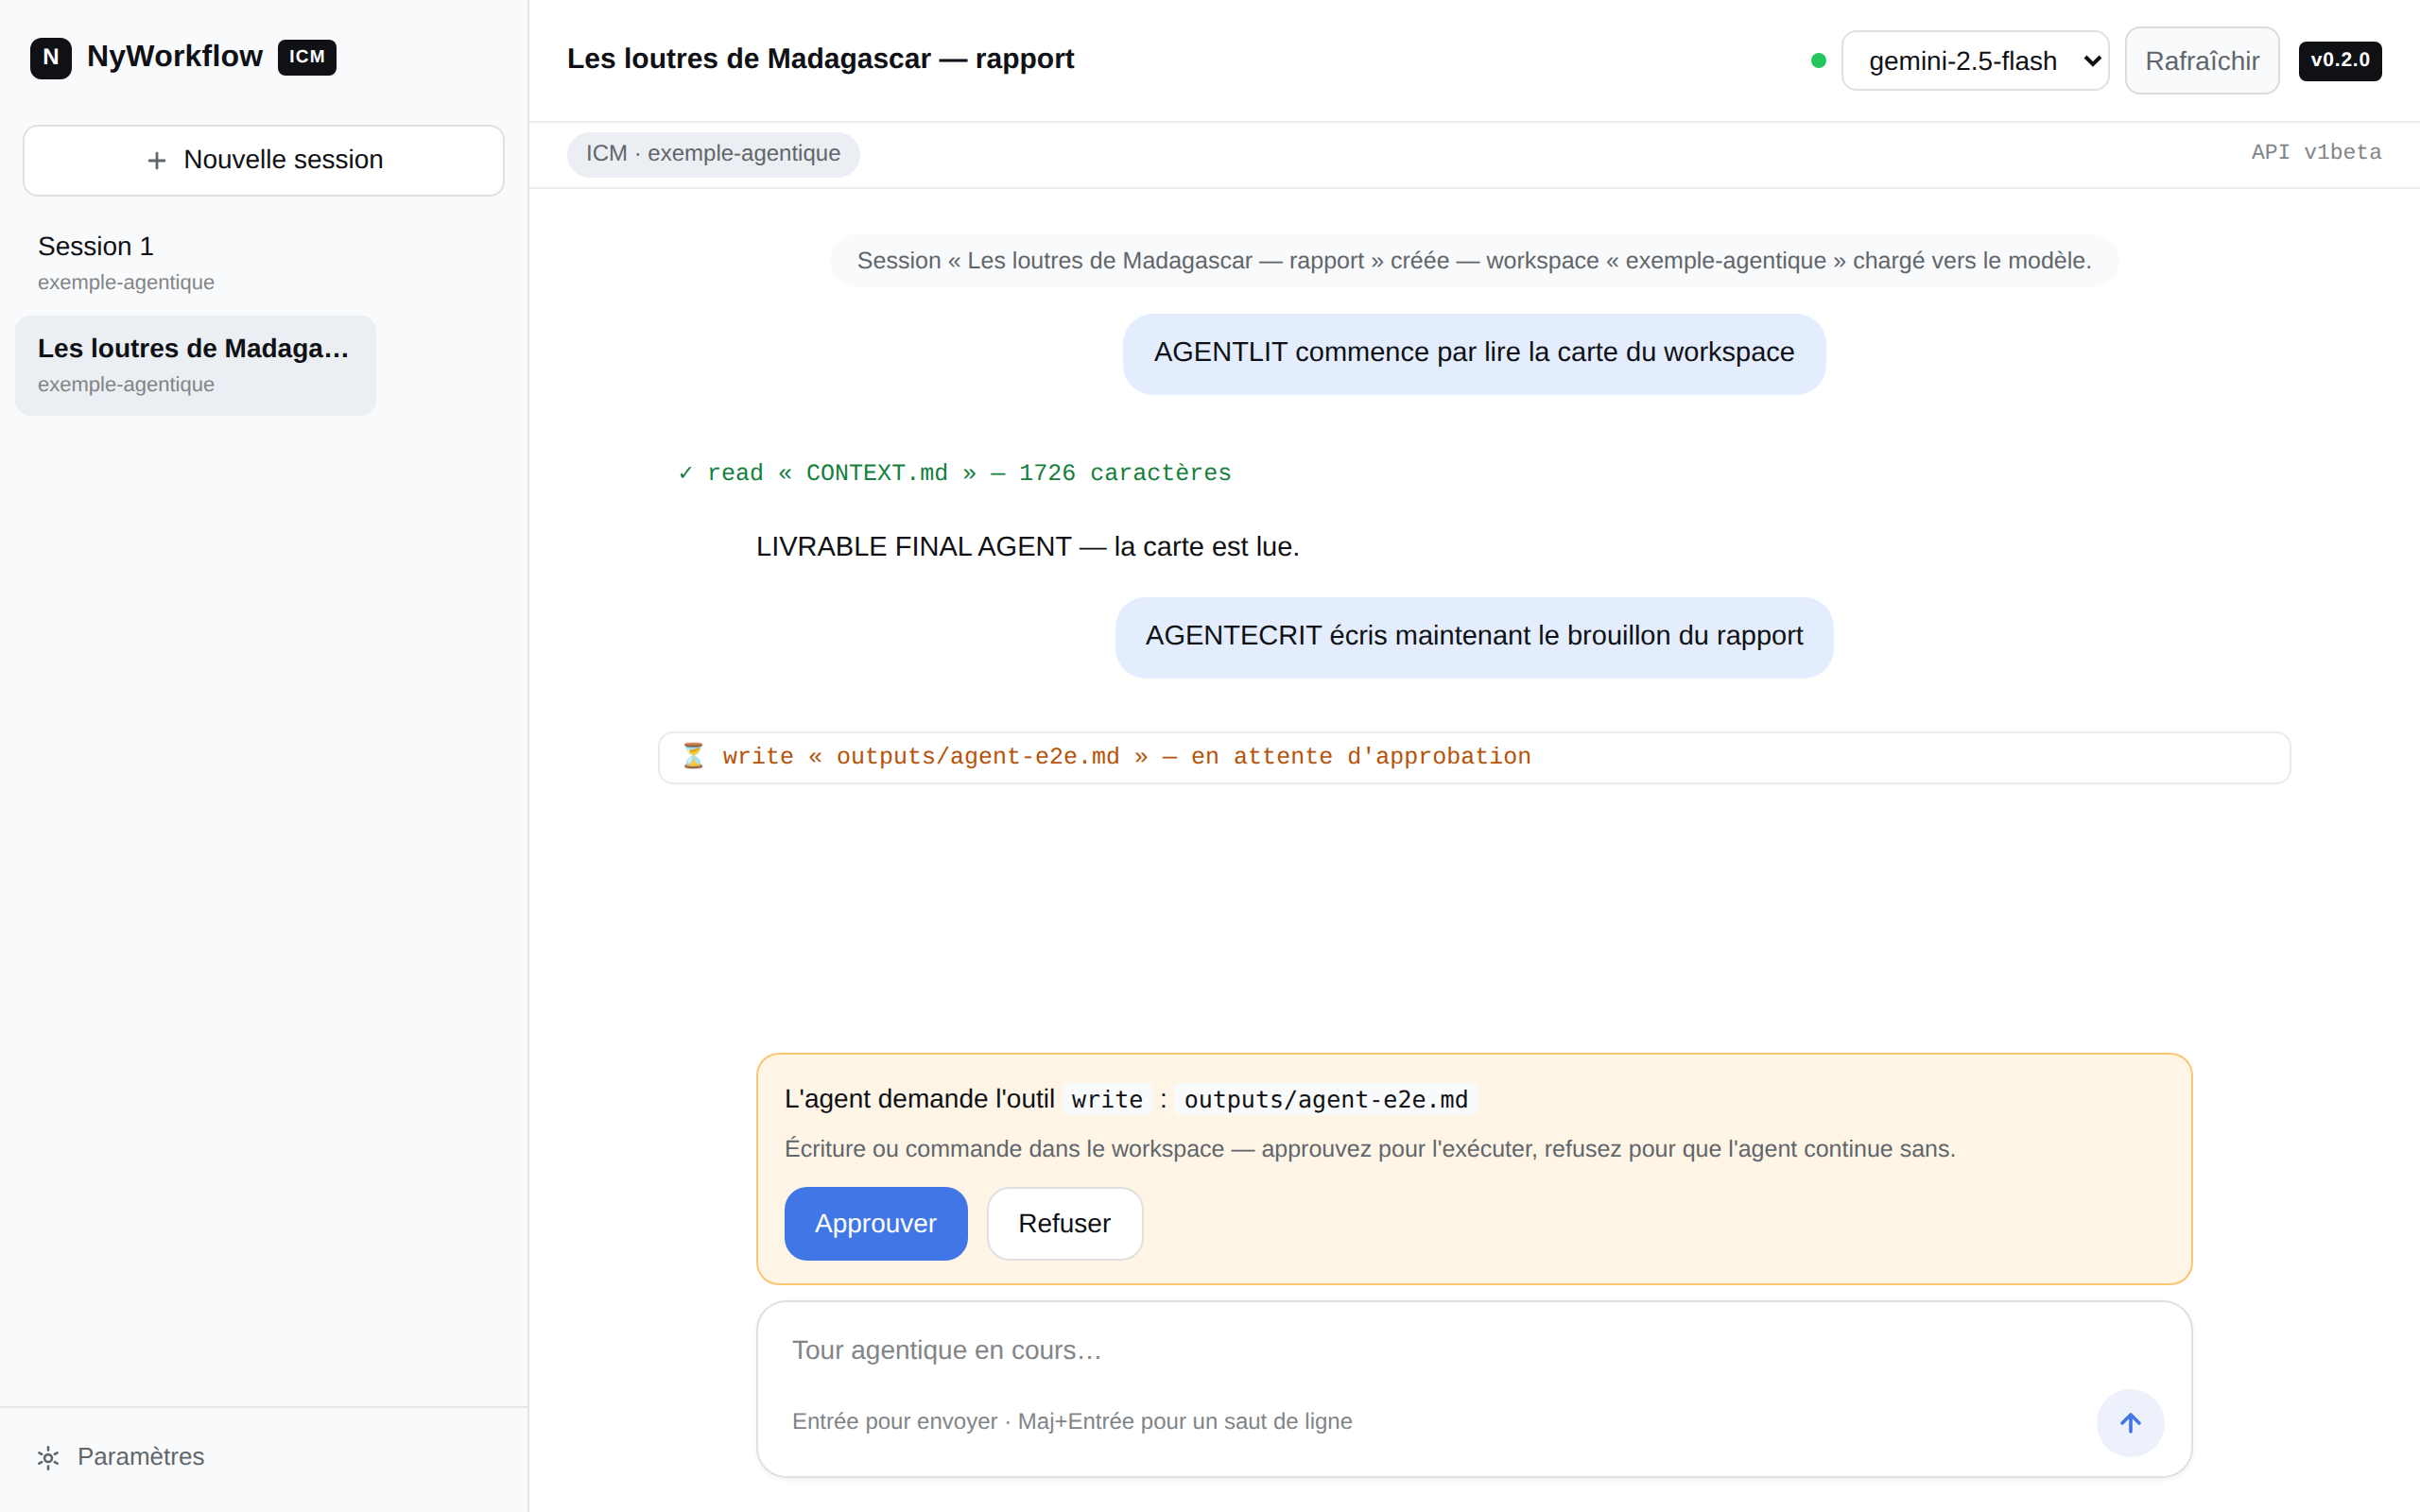 N NyWorkflow ICM
+ Nouvelle session
Session 1
exemple-agentique
Les loutres de Madaga…
exemple-agentique
Paramètres
Les loutres de Madagascar — rapport
gemini-2.5-flash
Rafraîchir
v0.2.0
ICM · exemple-agentique
API v1beta
Session « Les loutres de Madagascar — rapport » créée — workspace « exemple-agentique » chargé vers le modèle.
AGENTLIT commence par lire la carte du workspace
✓ read « CONTEXT.md » — 1726 caractères
LIVRABLE FINAL AGENT — la carte est lue.
AGENTECRIT écris maintenant le brouillon du rapport
⏳ write « outputs/agent-e2e.md » — en attente d'approbation
L'agent demande l'outil write : outputs/agent-e2e.md
Écriture ou commande dans le workspace — approuvez pour l'exécuter, refusez pour que l'agent continue sans.
Approuver
Refuser
Tour agentique en cours…
Entrée pour envoyer · Maj+Entrée pour un saut de ligne